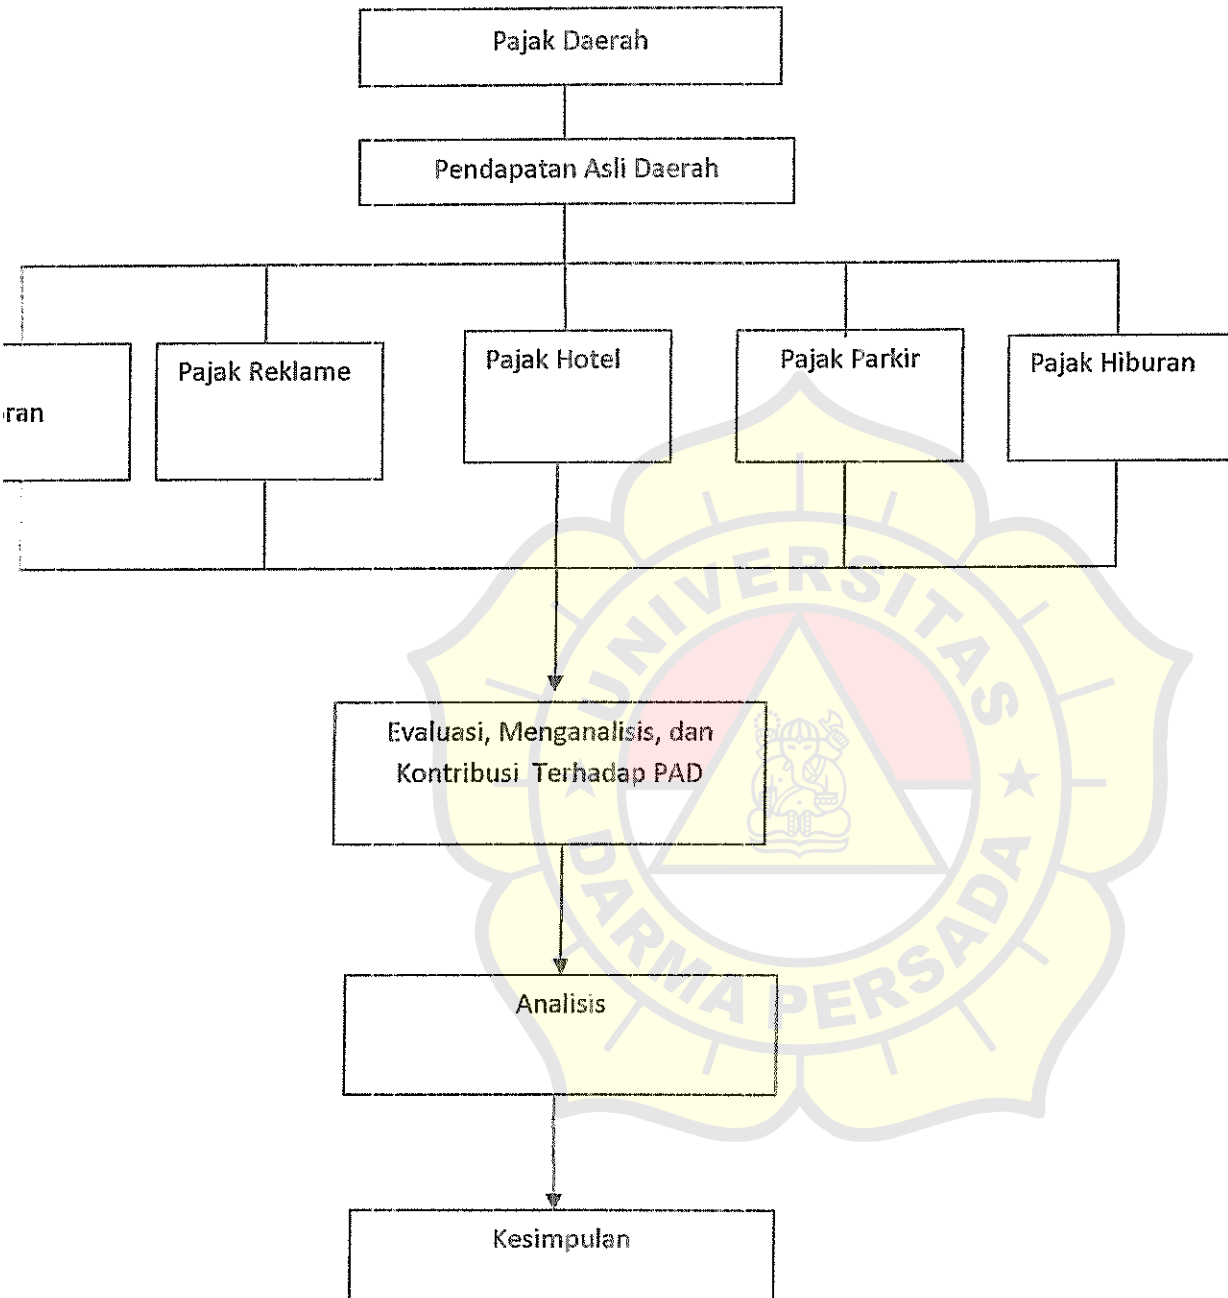 Pajak Daerah
Pendapatan Asli Daerah
ran
Pajak Reklame
Pajak Hotel
Pajak Parkir
Pajak Hiburan
Evaluasi, Menganalisis, dan
Kontribusi Terhadap PAD
Analisis
Kesimpulan
UNIVERSITAS
DARMA PERSADA